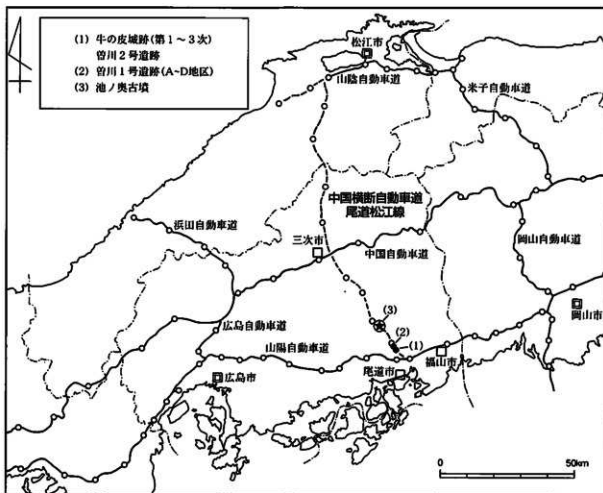 (1) 牛の皮城跡(第1～3次)
曽川2号遺跡
(2) 曽川1号遺跡(A~D地区)
(3) 池ノ奥古墳
松江市
山陰自動車道
米子自動車道
中国横断自動車道
尾道松江線
浜田自動車道
三次市
中国自動車道
岡山自動車道
(3)
(2)
(1)
岡山市
広島自動車道
山陽自動車道
福山市
尾道市
広島市
0
50km